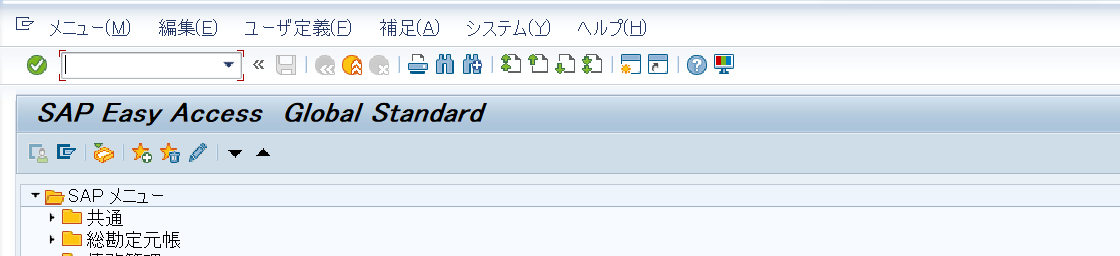 メニュー(M) 編集(E) ユーザ定義(F) 補足(A) システム(Y) ヘルプ(H)
SAP Easy Access Global Standard
SAP メニュー
共通
総勘定元帳